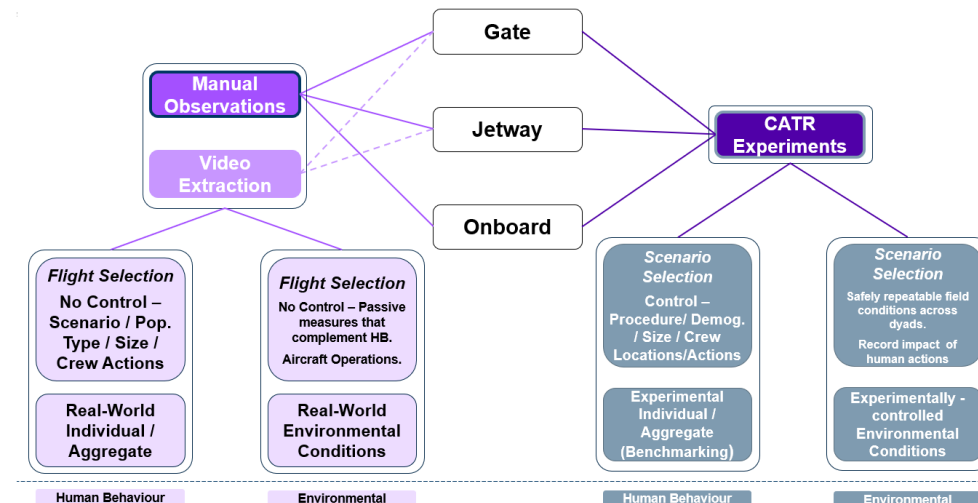 Gate
Manual
Observations
Jetway
CATR
Experiments
Video
Extraction
Onboard
Flight Selection
No Control –
Scenario / Pop.
Type / Size /
Crew Actions
Real-World
Individual /
Aggregate
Flight Selection
No Control – Passive
measures that
complement HB.
Aircraft Operations.
Real-World
Environmental
Conditions
Scenario
Selection
Control –
Procedure/ Demog.
/ Size / Crew
Locations/Actions
Experimental
Individual /
Aggregate
(Benchmarking)
Scenario
Selection
Safely repeatable field
conditions across
dyads.
Record impact of
human actions
Experimentally -
controlled
Environmental
Conditions
Human Behaviour
Environmental
Human Behaviour
Environmental